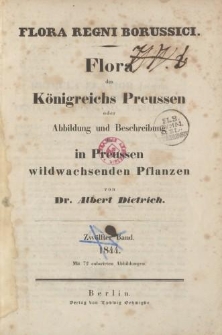 FLORA REGNI BORUSSICI.
Flora
des
Königreichs Preussen
oder
Abbildung und Beschreibung
der
in Preussen
wildwachsenden Pflanzen
von
Dr. Albert Dietrich.
Zwölfter Band.
1844.
Mit 72 colorirten Abbildungen
Berlin.
Verlag von Ludwig Oehmigke.